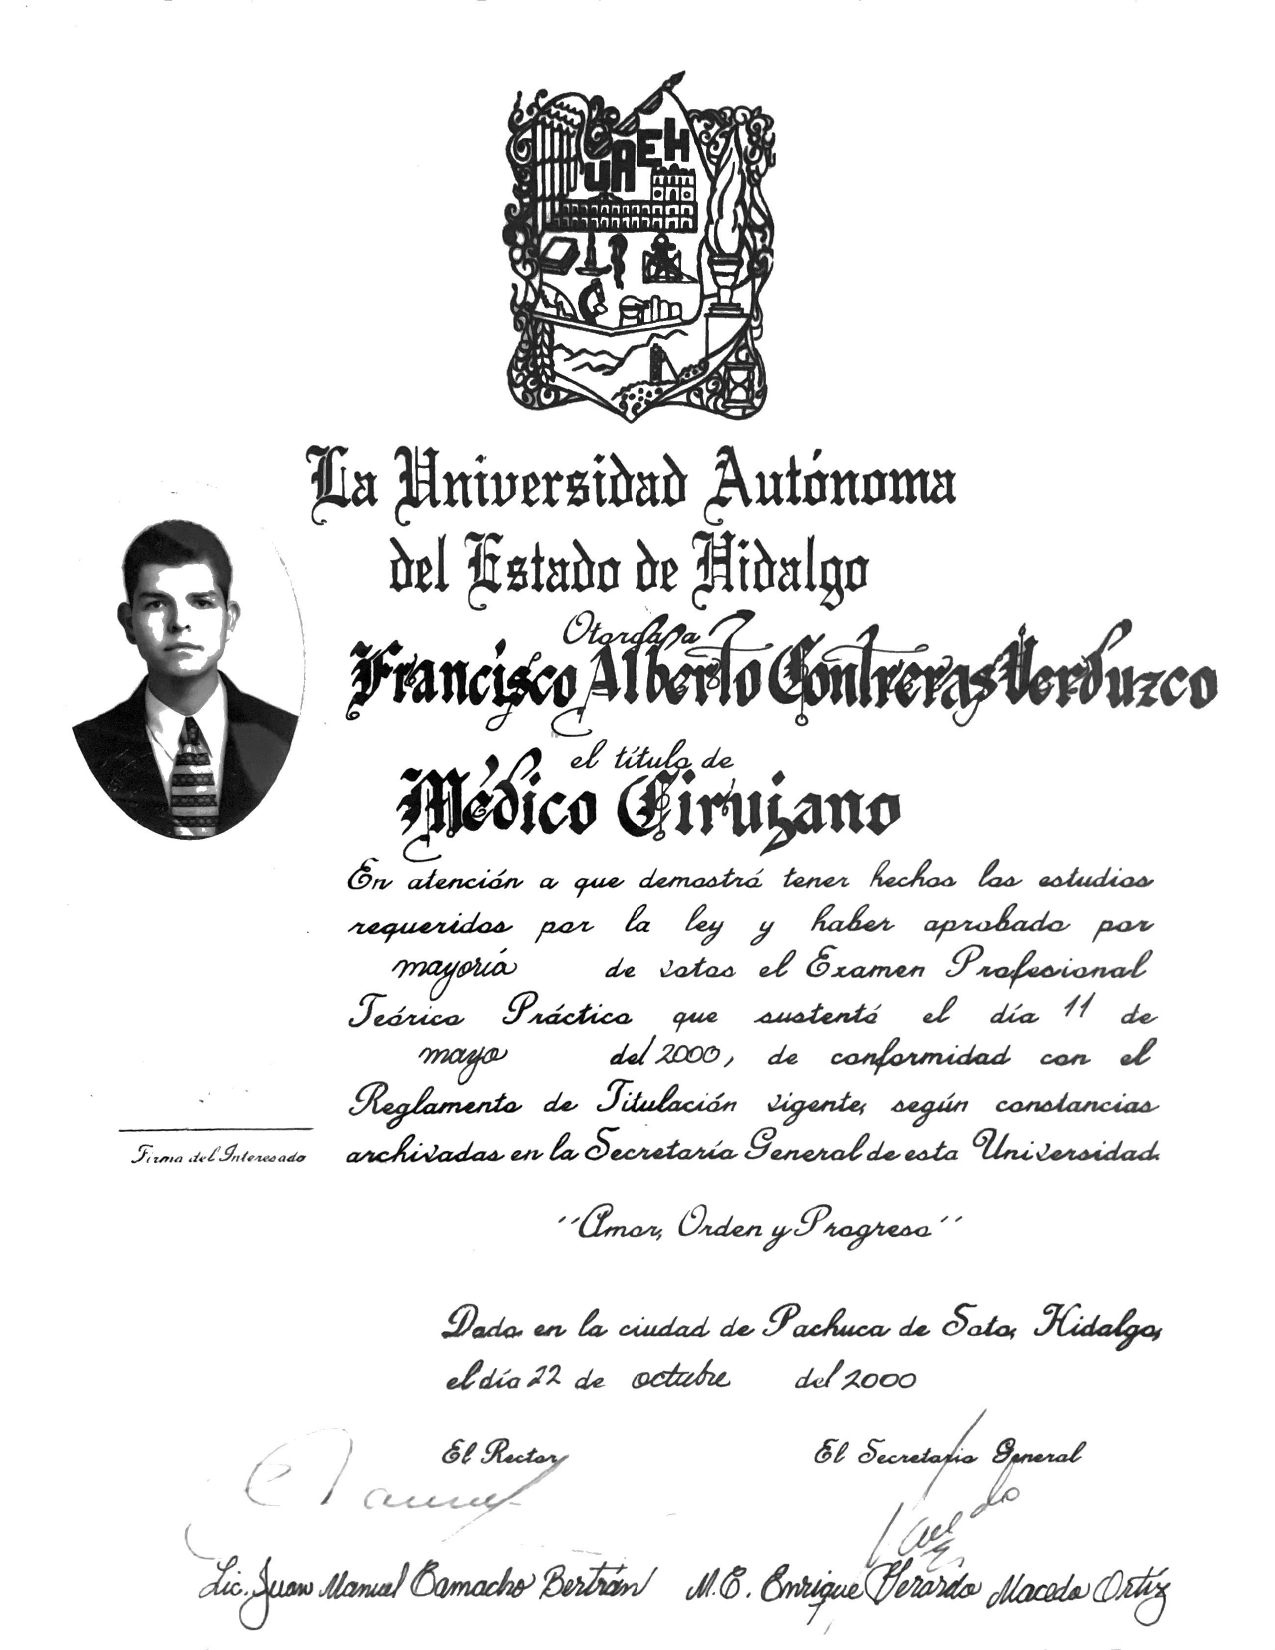 UAEH
La Universidad Autónoma
del Estado de Hidalgo
Otorga a
Francisco Alberto Contreras Verduzco
el título de
Médico Cirujano
En atención a que demostró tener hechos los estudios
requeridos por la ley y haber aprobado por
mayoría de votos el Examen Profesional
Teórico Práctico que sustentó el día 11 de
mayo del 2000, de conformidad con el
Reglamento de Titulación vigente, según constancias
archivadas en la Secretaría General de esta Universidad.
Firma del Interesado
"Amor, Orden y Progreso"
Dado en la ciudad de Pachuca de Soto, Hidalgo,
el día 22 de octubre del 2000
El Rector El Secretario General
Lic. Juan Manuel Camacho Bertrán M.C. Enrique Gerardo Macedo Ortíz